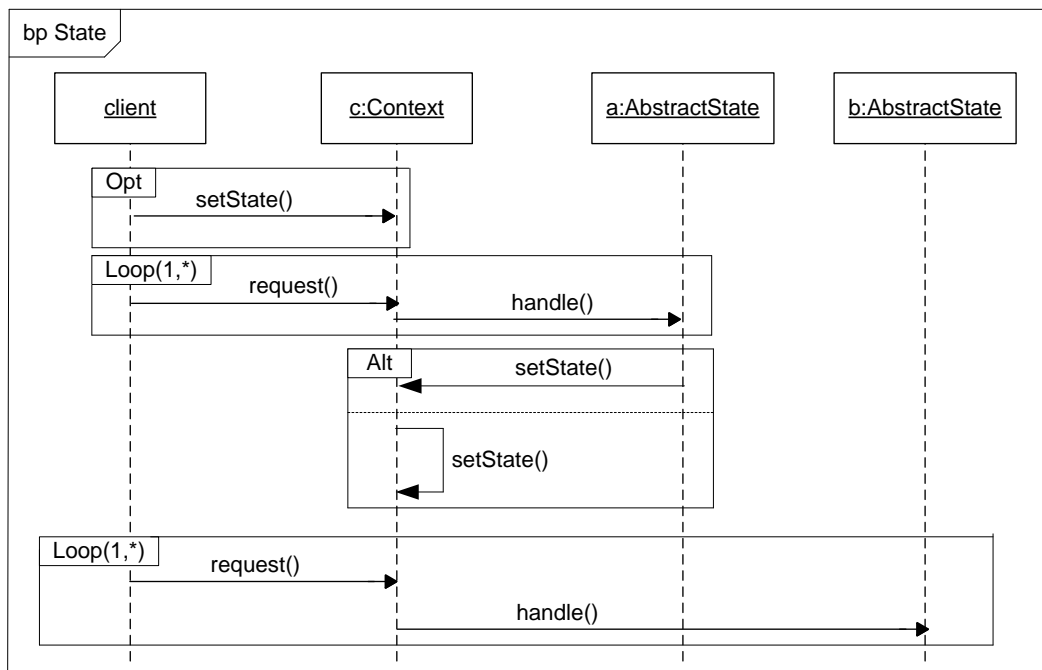 bp State
client
c:Context
a:AbstractState
b:AbstractState
Opt
setState()
Loop(1,*)
request()
handle()
Alt
setState()
setState()
Loop(1,*)
request()
handle()